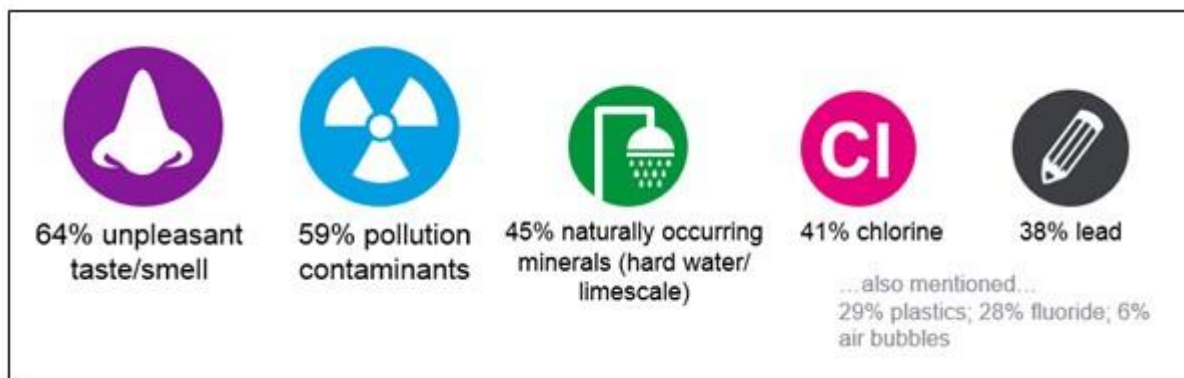 Cl
64% unpleasant
taste/smell
59% pollution
contaminants
45% naturally occurring
minerals (hard water/
limescale)
41% chlorine
38% lead
...also mentioned...
29% plastics; 28% fluoride; 6%
air bubbles